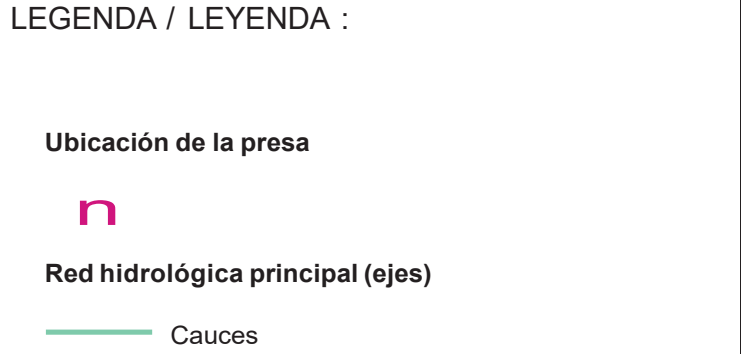 LEGENDA / LEYENDA :
Ubicación de la presa
n
Red hidrológica principal (ejes)
Cauces